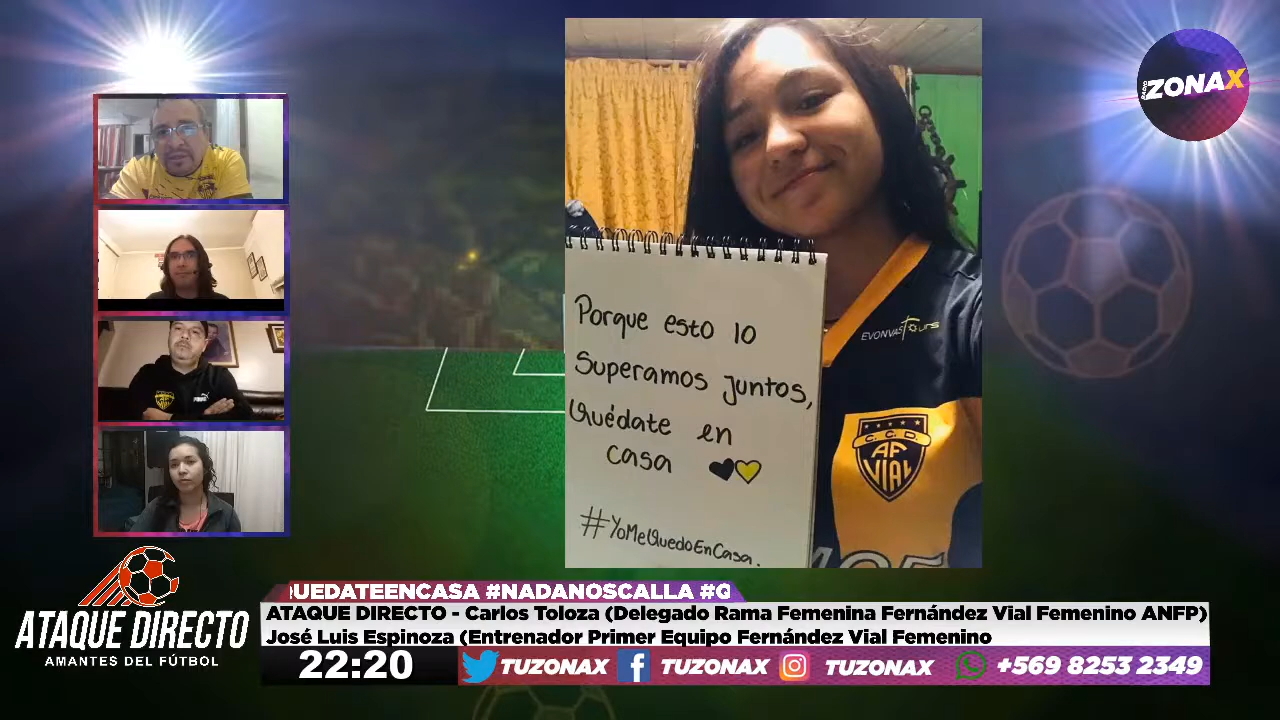 RADIO
ZONAX
Porque esto lo
Superamos juntos,
Quédate en
casa
#YoMeQuedoEnCasa.
EVONVAS TOURS
C.C.D.
AF
VIAL
ATAQUE DIRECTO
AMANTES DEL FÚTBOL
UEDATEENCASA #NADANOSCALLA #Q
ATAQUE DIRECTO - Carlos Toloza (Delegado Rama Femenina Fernández Vial Femenino ANFP)
José Luis Espinoza (Entrenador Primer Equipo Fernández Vial Femenino
22:20
TUZONAX TUZONAX TUZONAX +569 8253 2349